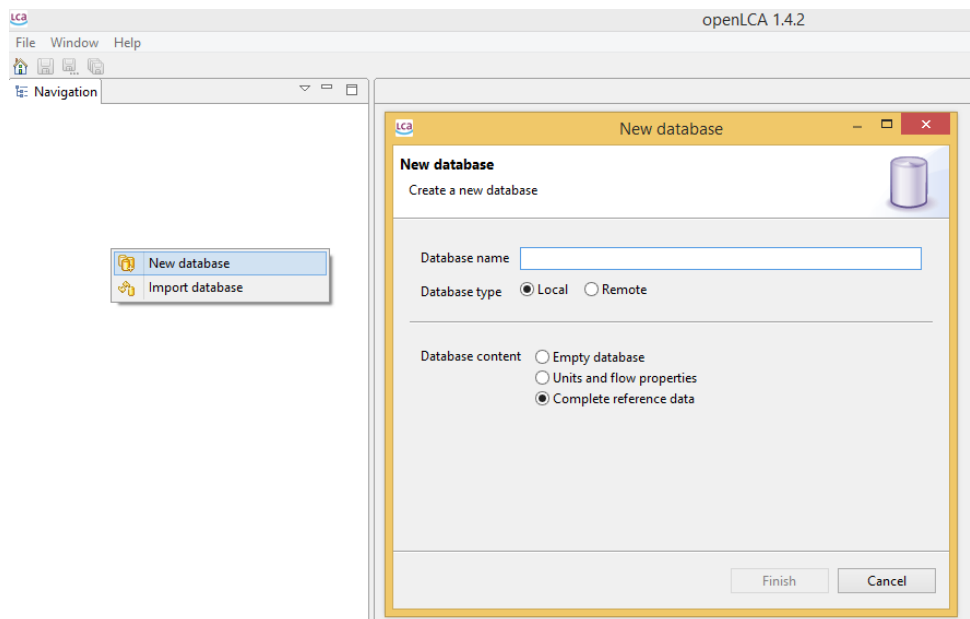 LCA
openLCA 1.4.2
File Window Help
Navigation
New database
Import database
LCA
New database
New database
Create a new database
Database name
Database type Local Remote
Database content Empty database
Units and flow properties
Complete reference data
Finish Cancel